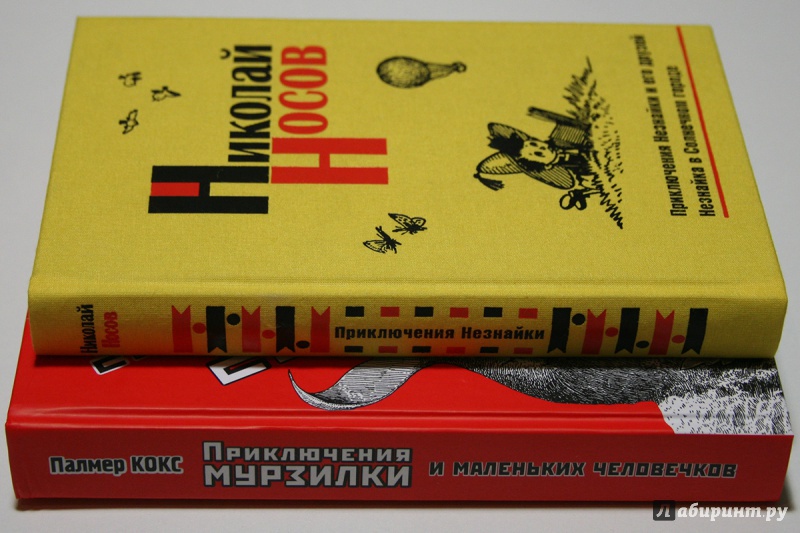 Николай
Носов
Приключения Незнайки и его друзей
Незнайка в Солнечном городе
Николай
Носов
Приключения Незнайки
Палмер КОКС
Приключения
МУРЗИЛКИ
и маленьких человечков
Лабиринт.ру